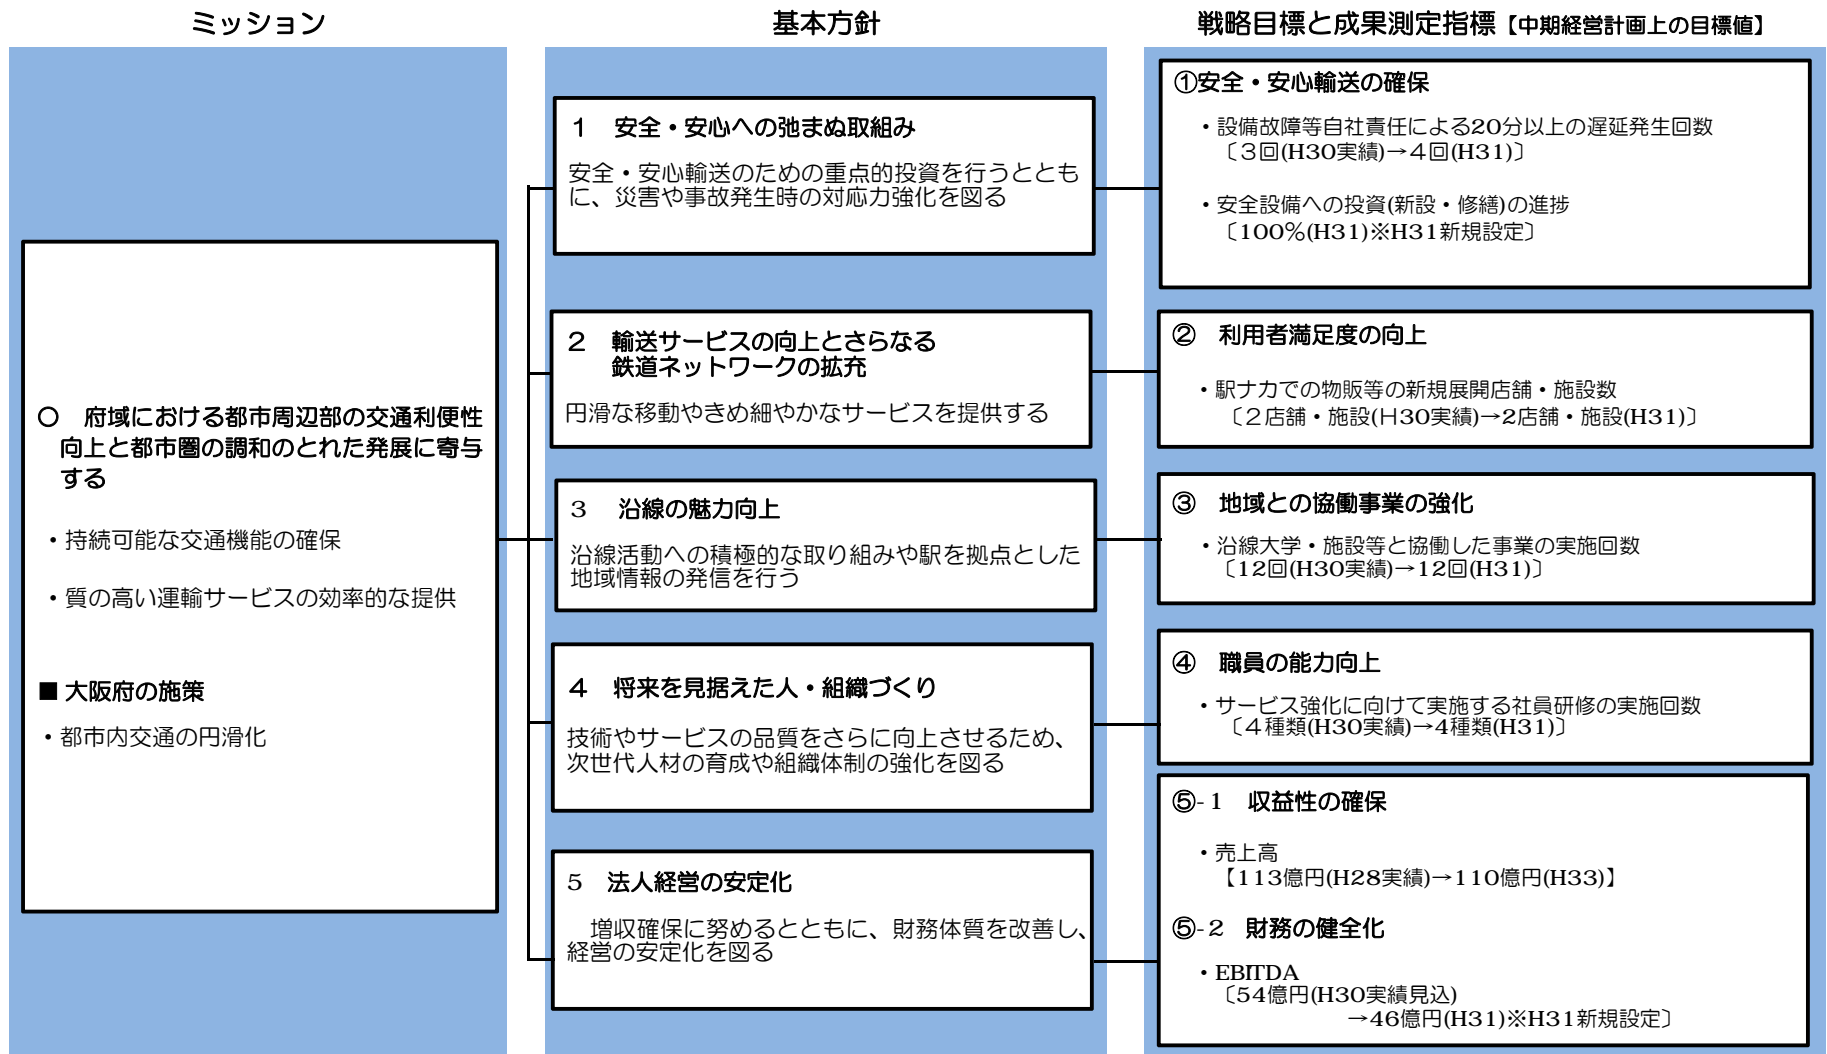 ミッション
○　府域における都市周辺部の交通利便性
向上と都市圏の調和のとれた発展に寄与
する
・持続可能な交通機能の確保
・質の高い運輸サービスの効率的な提供
■ 大阪府の施策
・都市内交通の円滑化
基本方針
１　安全・安心への弛まぬ取組み
安全・安心輸送のための重点的投資を行うととも
に、災害や事故発生時の対応力強化を図る
２　輸送サービスの向上とさらなる
鉄道ネットワークの拡充
円滑な移動やきめ細やかなサービスを提供する
3　沿線の魅力向上
沿線活動への積極的な取り組みや駅を拠点とした
地域情報の発信を行う
４　将来を見据えた人・組織づくり
技術やサービスの品質をさらに向上させるため、
次世代人材の育成や組織体制の強化を図る
5　法人経営の安定化
増収確保に努めるとともに、財務体質を改善し、
経営の安定化を図る
戦略目標と成果測定指標【中期経営計画上の目標値】
①安全・安心輸送の確保
・設備故障等自社責任による20分以上の遅延発生回数
〔３回(H30実績)→４回(H31)〕
・安全設備への投資(新設・修繕)の進捗
〔100％(H31)※H31新規設定〕
②　利用者満足度の向上
・駅ナカでの物販等の新規展開店舗・施設数
〔２店舗・施設(H30実績)→2店舗・施設(H31)〕
③　地域との協働事業の強化
・沿線大学・施設等と協働した事業の実施回数
〔12回(H30実績)→12回(H31)〕
④　職員の能力向上
・サービス強化に向けて実施する社員研修の実施回数
〔４種類(H30実績)→4種類(H31)〕
⑤-１　収益性の確保
・売上高
【113億円(H28実績)→110億円(H33)】
⑤-２　財務の健全化
・EBITDA
〔54億円(H30実績見込)
→46億円(H31)※H31新規設定〕